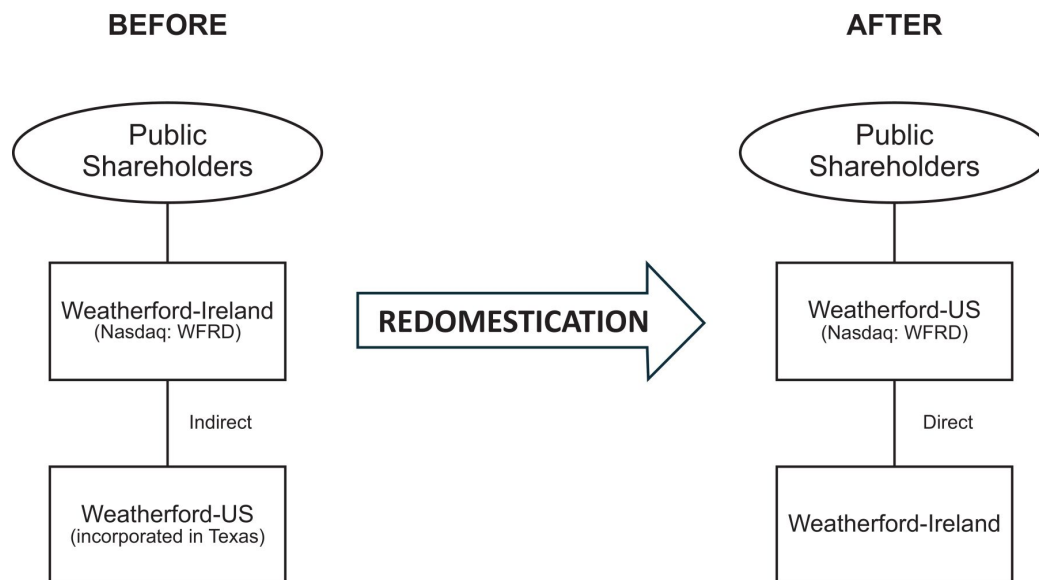 BEFORE
AFTER
Public
Shareholders
Public
Shareholders
Weatherford-Ireland
(Nasdaq: WFRD)
REDOMESTICATION
Weatherford-US
(Nasdaq: WFRD)
Indirect
Direct
Weatherford-US
(incorporated in Texas)
Weatherford-Ireland